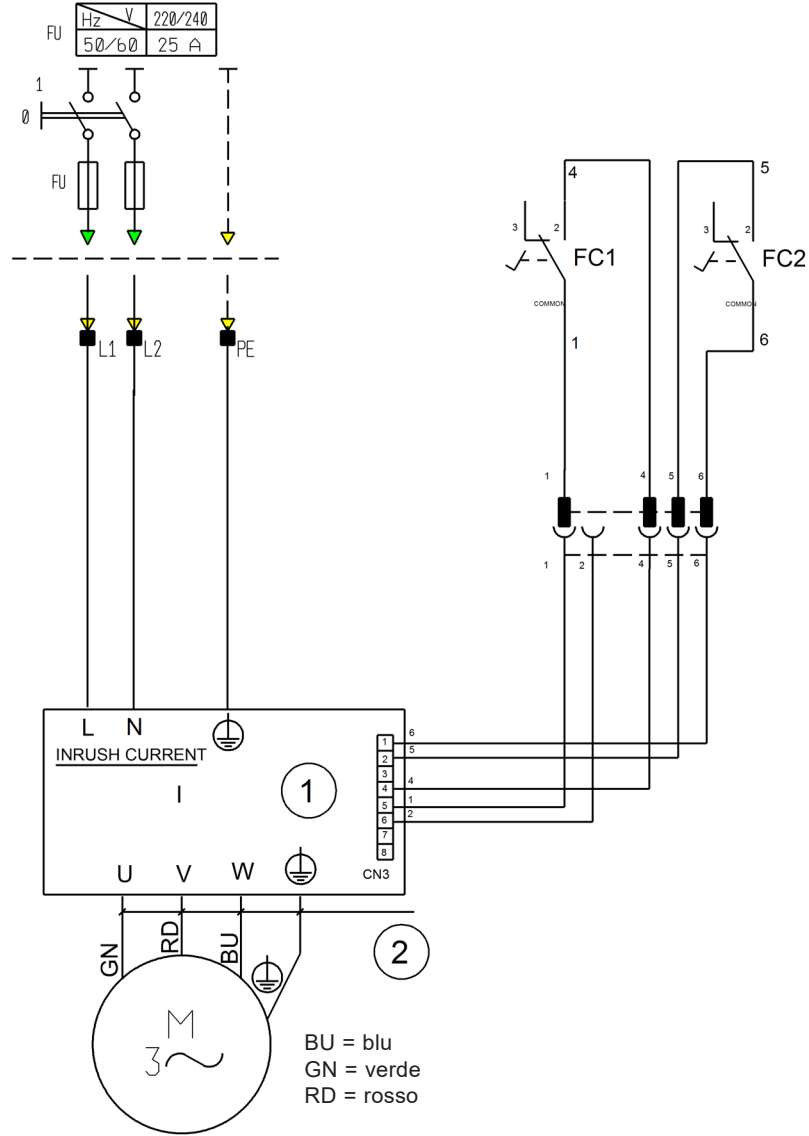 Hz V 220/240
FU 50/60 25 A
1
0
FU
L1 L2 PE
4 5
3 2 FC1
3 2 FC2
COMMON COMMON
1 6
1 4 5 6
1 2 4 5 6
L N
INRUSH CURRENT
I 1
1 6
2 5
3
4 4
5 1
6 2
7
8
CN3
U V W
GN RD BU
2
M
3
BU = blu
GN = verde
RD = rosso